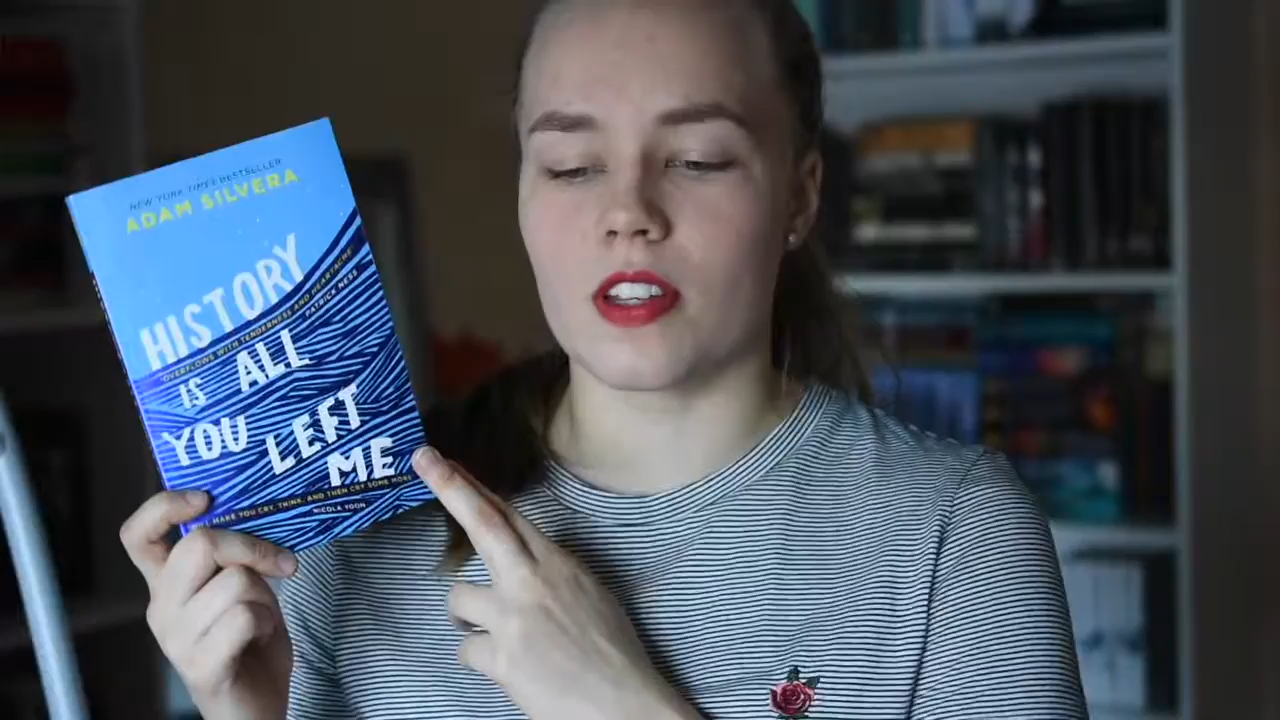 NEW YORK TIMES BESTSELLER
ADAM SILVERA
HISTORY
"OVERFLOWS WITH TENDERNESS AND HEARTACHE"
PATRICK NESS
IS ALL
YOU LEFT
ME
WILL MAKE YOU CRY, THINK, AND THEN CRY SOME MORE
NICOLA YOON